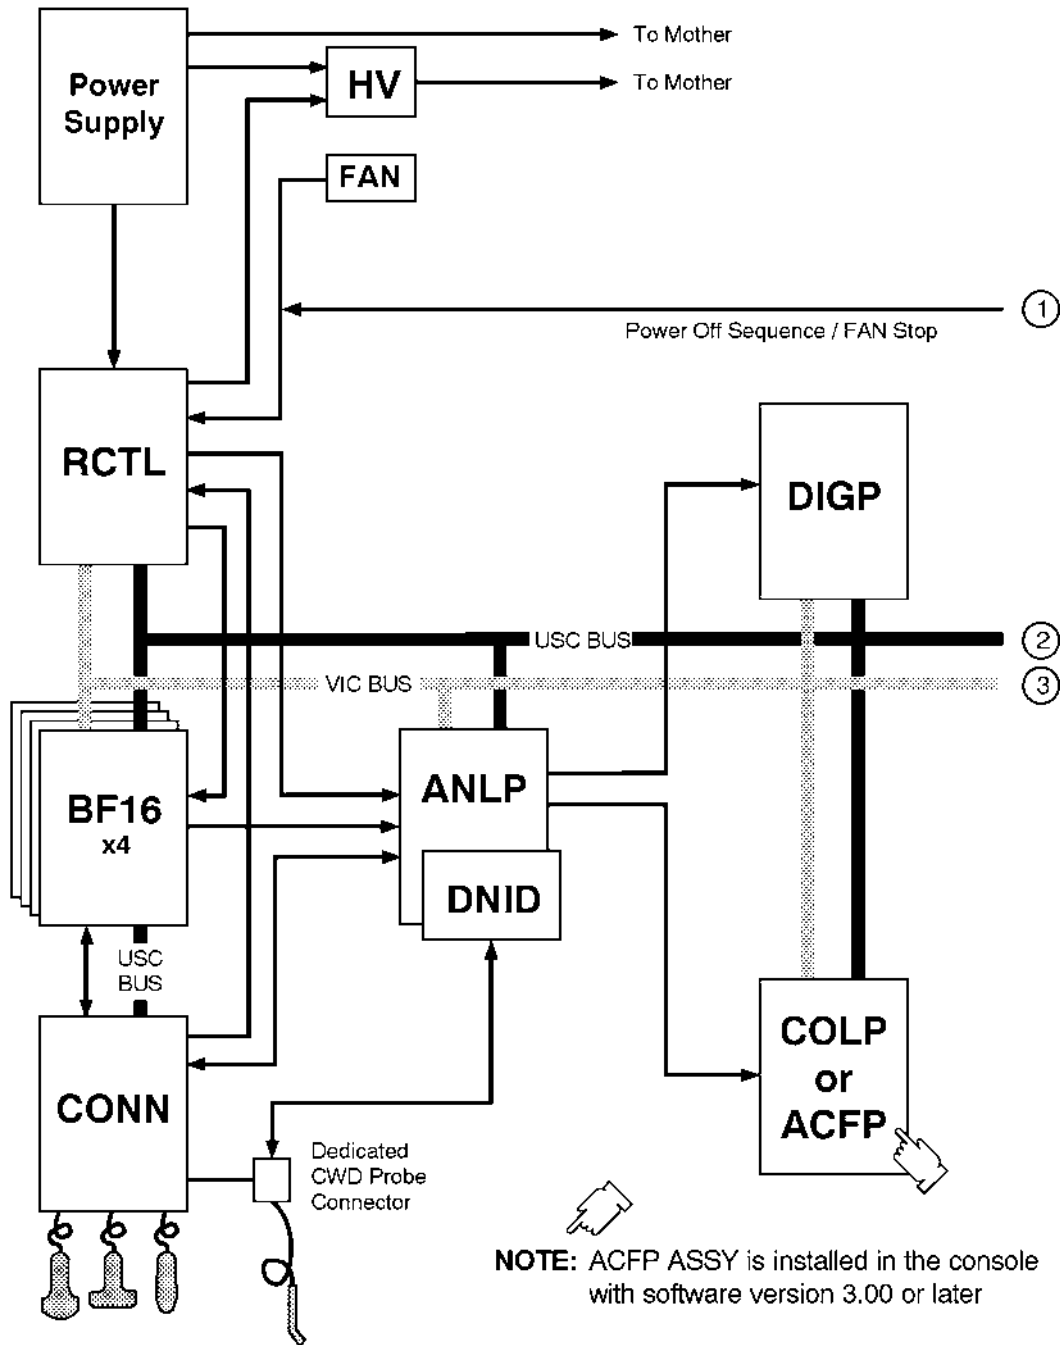 To Mother
Power
Supply
HV
To Mother
FAN
1
Power Off Sequence / FAN Stop
RCTL
DIGP
USC BUS
2
VIC BUS
3
ANLP
BF16
x4
DNID
USC
BUS
COLP
or
ACFP
CONN
Dedicated
CWD Probe
Connector
NOTE: ACFP ASSY is installed in the console
with software version 3.00 or later